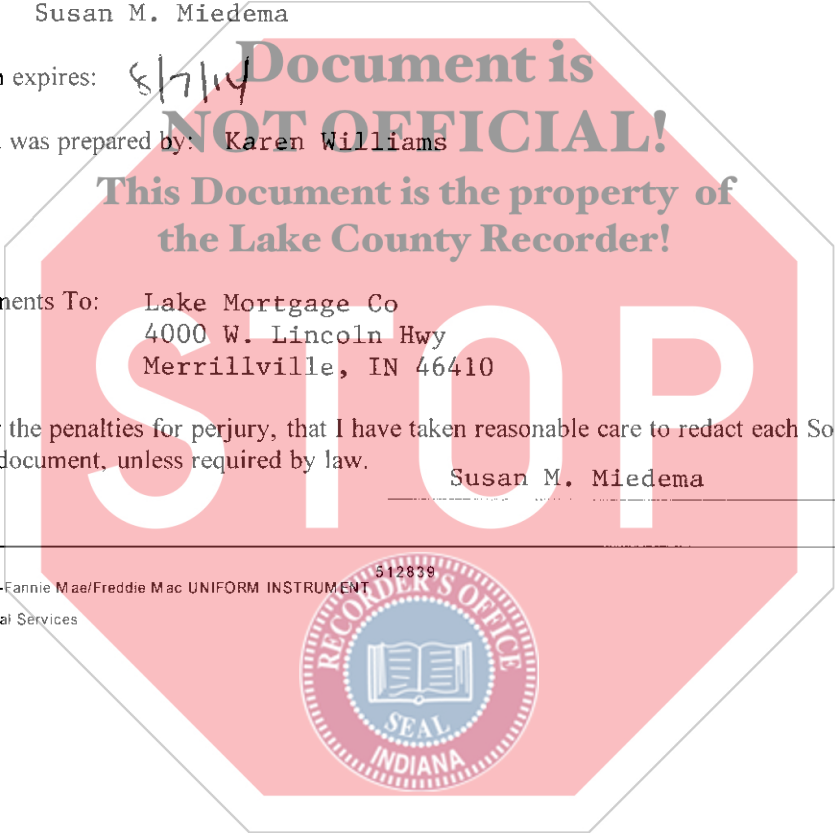 Susan M. Miedema
Document is
expires: 8/7/14
NOT OFFICIAL!
was prepared by: Karen Williams
This Document is the property of
the Lake County Recorder!
nents To: Lake Mortgage Co
4000 W. Lincoln Hwy
Merrillville, IN 46410
STOP
the penalties for perjury, that I have taken reasonable care to redact each So
document, unless required by law.
Susan M. Miedema
512839
-Fannie Mae/Freddie Mac UNIFORM INSTRUMENT
al Services
RECORDER'S OFFICE
SEAL
INDIANA